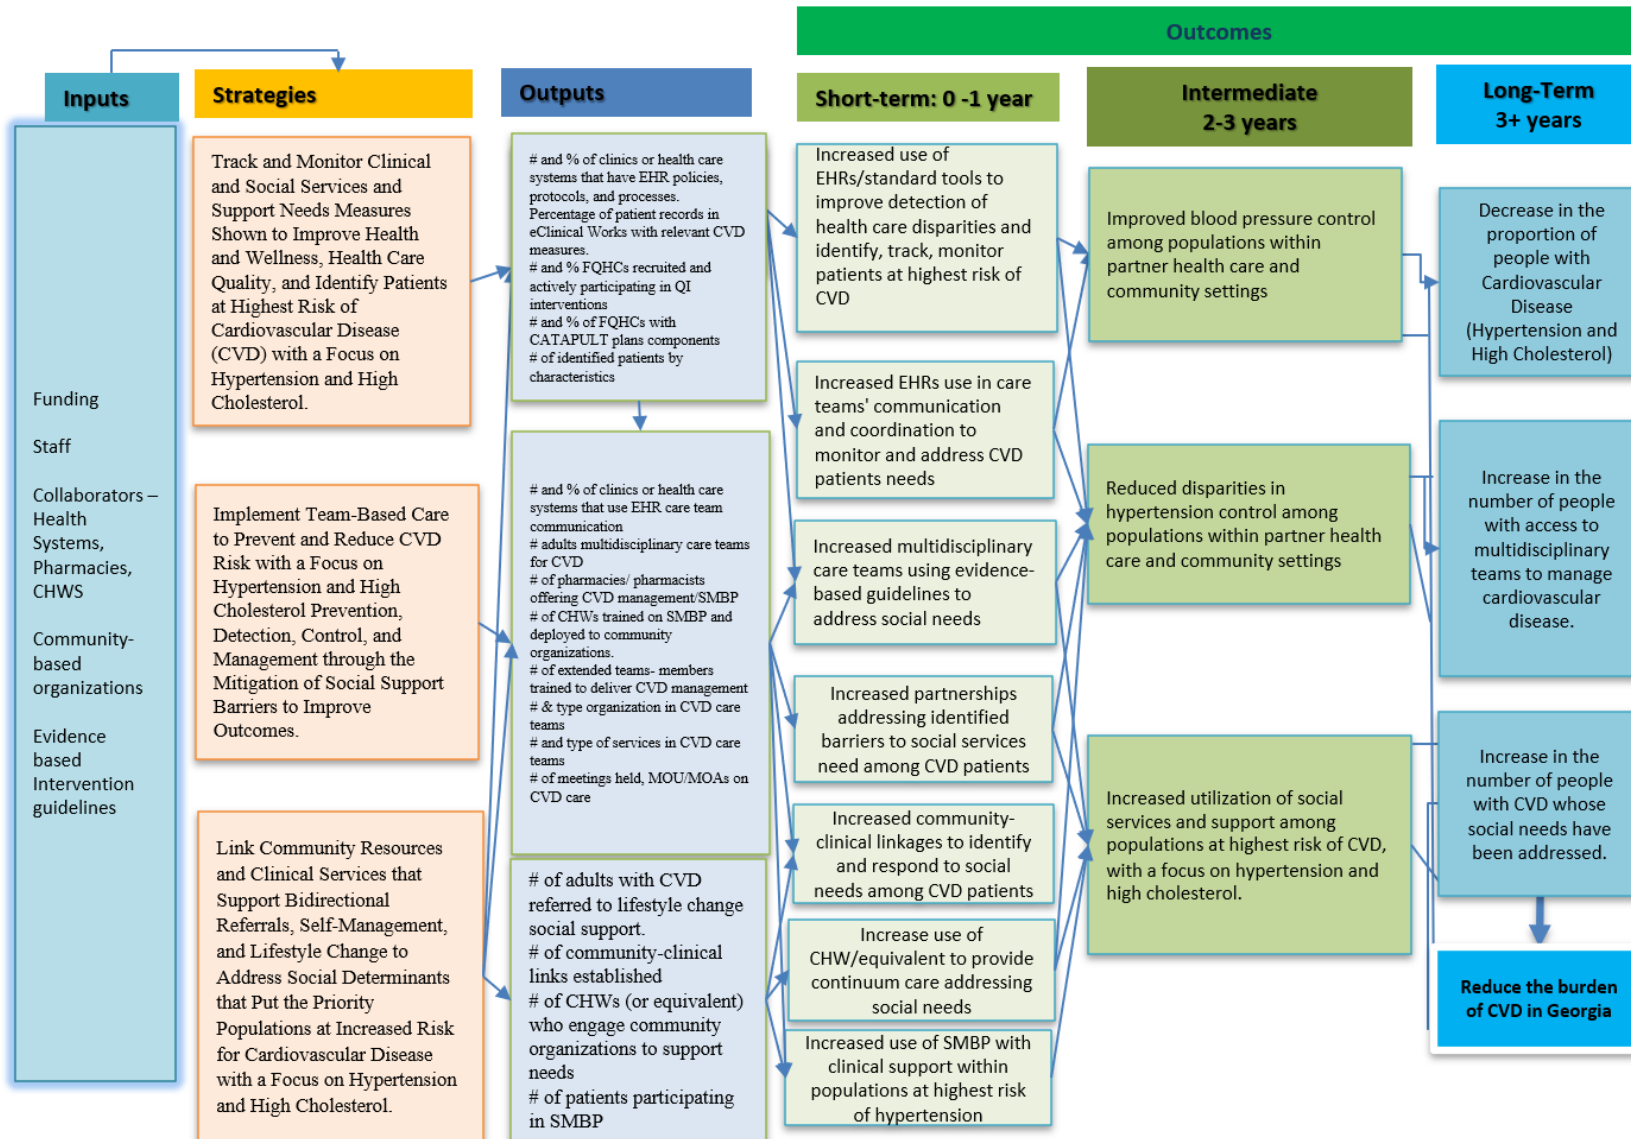 Outcomes
Inputs
Strategies
Outputs
Short-term: 0 -1 year
Intermediate
2-3 years
Long-Term
3+ years
Funding
Staff
Collaborators –
Health
Systems,
Pharmacies,
CHWS
Community-
based
organizations
Evidence
based
Intervention
guidelines
Track and Monitor Clinical
and Social Services and
Support Needs Measures
Shown to Improve Health
and Wellness, Health Care
Quality, and Identify Patients
at Highest Risk of
Cardiovascular Disease
(CVD) with a Focus on
Hypertension and High
Cholesterol.
Implement Team-Based Care
to Prevent and Reduce CVD
Risk with a Focus on
Hypertension and High
Cholesterol Prevention,
Detection, Control, and
Management through the
Mitigation of Social Support
Barriers to Improve
Outcomes.
Link Community Resources
and Clinical Services that
Support Bidirectional
Referrals, Self-Management,
and Lifestyle Change to
Address Social Determinants
that Put the Priority
Populations at Increased Risk
for Cardiovascular Disease
with a Focus on Hypertension
and High Cholesterol.
# and % of clinics or health care
systems that have EHR policies,
protocols, and processes.
Percentage of patient records in
eClinical Works with relevant CVD
measures.
# and % FQHCs recruited and
actively participating in QI
interventions
# and % of FQHCs with
CATAPULT plans components
# of identified patients by
characteristics
# and % of clinics or health care
systems that use EHR care team
communication
# adults multidisciplinary care teams
for CVD
# of pharmacies/ pharmacists
offering CVD management/SMBP
# of CHWs trained on SMBP and
deployed to community
organizations.
# of extended teams- members
trained to deliver CVD management
# & type organization in CVD care
teams
# and type of services in CVD care
teams
# of meetings held, MOU/MOAs on
CVD care
# of adults with CVD
referred to lifestyle change
social support.
# of community-clinical
links established
# of CHWs (or equivalent)
who engage community
organizations to support
needs
# of patients participating
in SMBP
Increased use of
EHRs/standard tools to
improve detection of
health care disparities and
identify, track, monitor
patients at highest risk of
CVD
Increased EHRs use in care
teams' communication
and coordination to
monitor and address CVD
patients needs
Increased multidisciplinary
care teams using evidence-
based guidelines to
address social needs
Increased partnerships
addressing identified
barriers to social services
need among CVD patients
Increased community-
clinical linkages to identify
and respond to social
needs among CVD patients
Increase use of
CHW/equivalent to provide
continuum care addressing
social needs
Increased use of SMBP with
clinical support within
populations at highest risk
of hypertension
Improved blood pressure control
among populations within
partner health care and
community settings
Reduced disparities in
hypertension control among
populations within partner health
care and community settings
Increased utilization of social
services and support among
populations at highest risk of CVD,
with a focus on hypertension and
high cholesterol.
Decrease in the
proportion of
people with
Cardiovascular
Disease
(Hypertension and
High Cholesterol)
Increase in the
number of people
with access to
multidisciplinary
teams to manage
cardiovascular
disease.
Increase in the
number of people
with CVD whose
social needs have
been addressed.
Reduce the burden
of CVD in Georgia